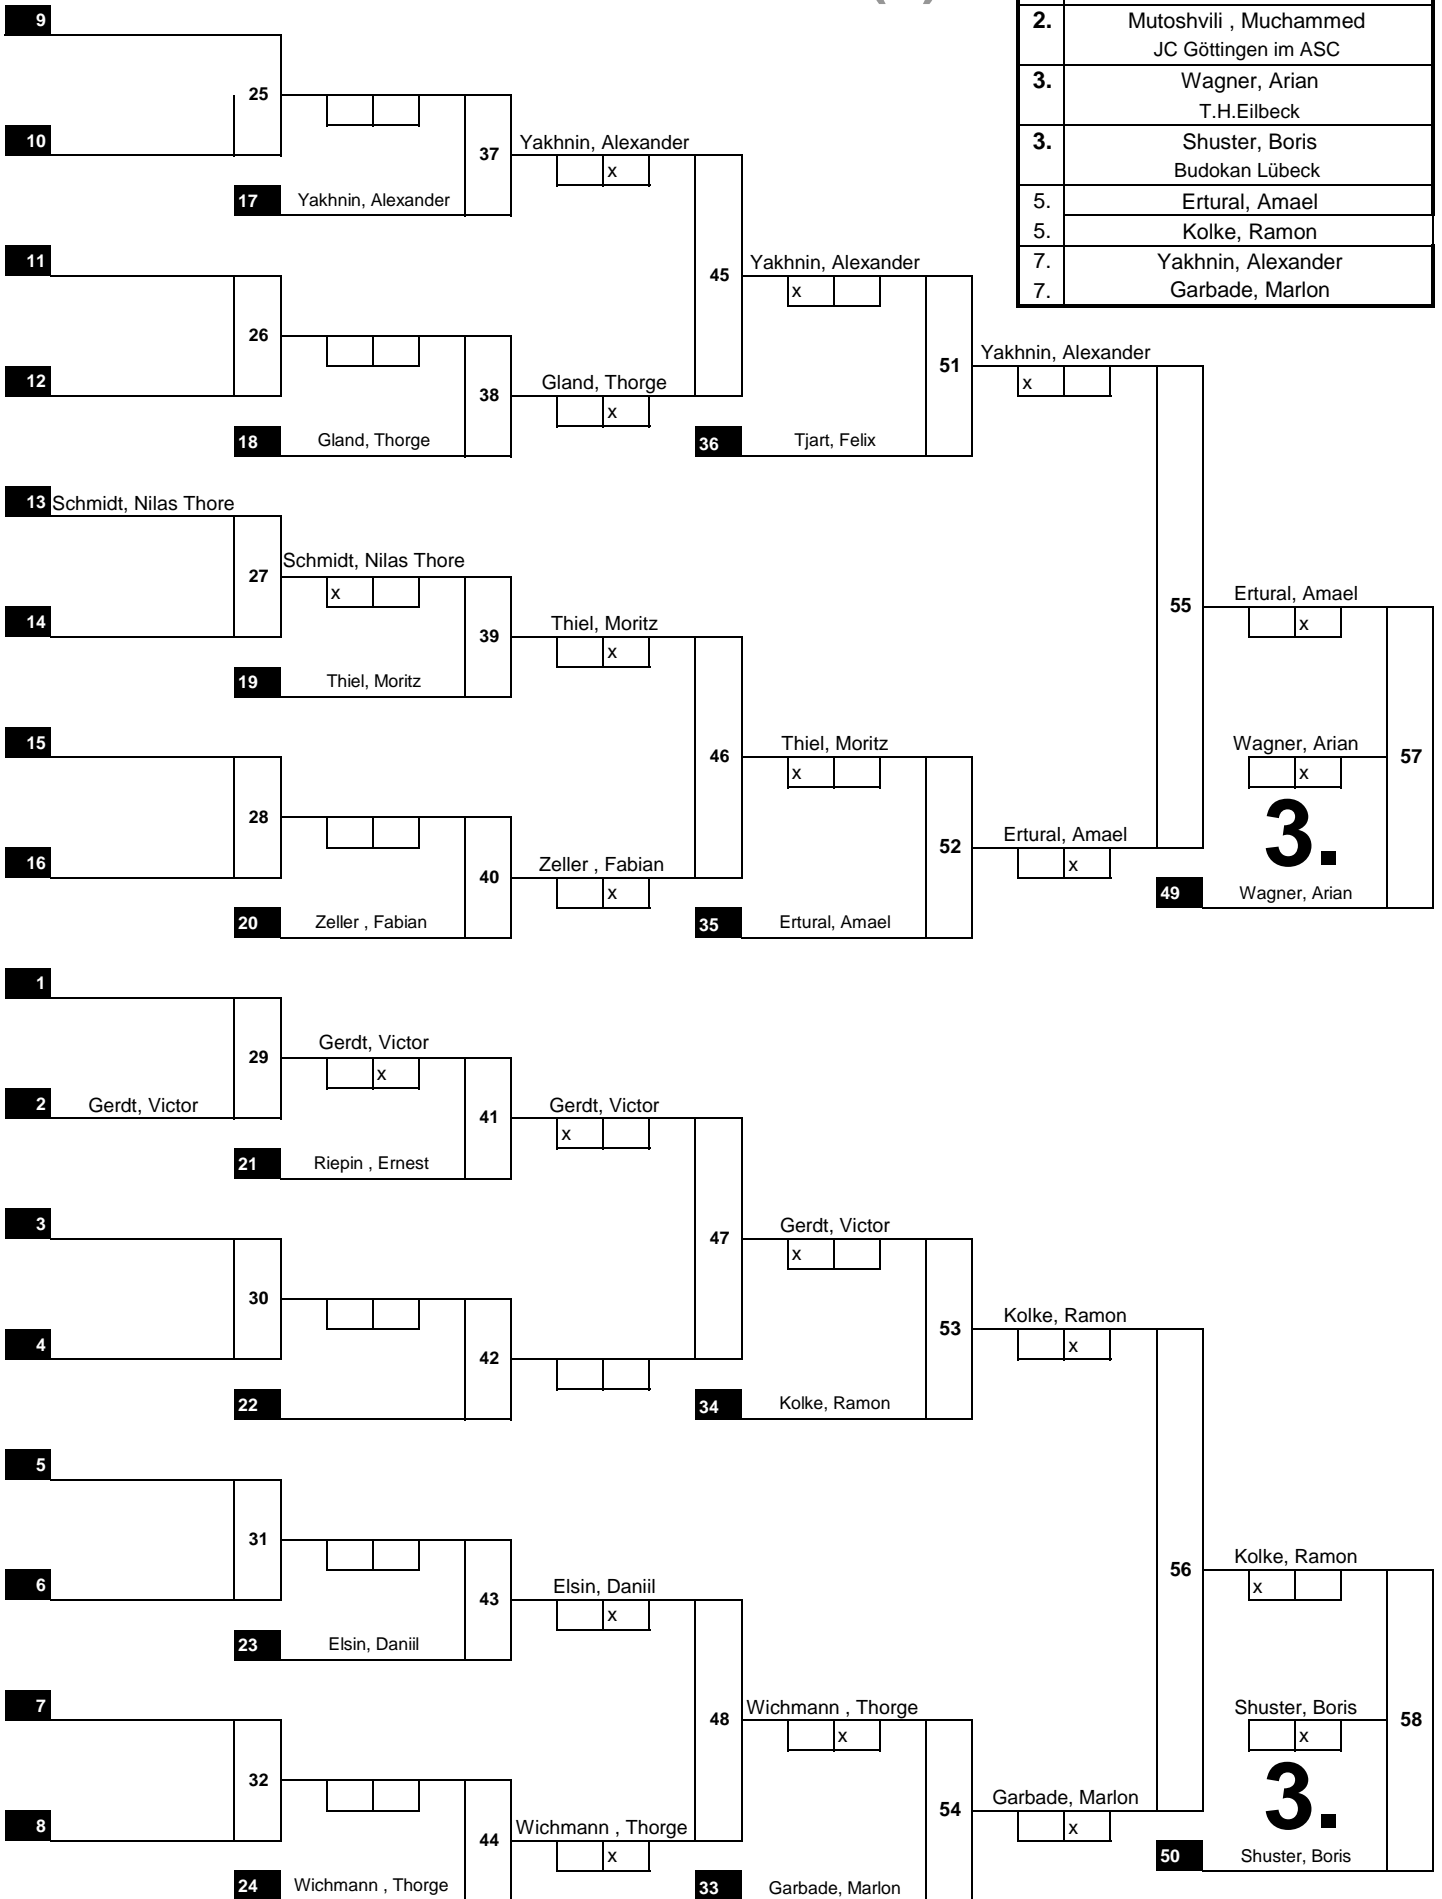 9
2. Mutoshvili , Muchammed
JC Göttingen im ASC
3. Wagner, Arian
T.H.Eilbeck
3. Shuster, Boris
Budokan Lübeck
5. Ertural, Amael
5. Kolke, Ramon
7. Yakhnin, Alexander
7. Garbade, Marlon
25
10
37 Yakhnin, Alexander
x
17 Yakhnin, Alexander
11
45 Yakhnin, Alexander
x
26
12
38 Gland, Thorge
x
51 Yakhnin, Alexander
x
18 Gland, Thorge
36 Tjart, Felix
13 Schmidt, Nilas Thore
27 Schmidt, Nilas Thore
x
14
39 Thiel, Moritz
x
55 Ertural, Amael
x
19 Thiel, Moritz
15
46 Thiel, Moritz
x
Wagner, Arian
x
57
3.
28
16
40 Zeller , Fabian
x
52 Ertural, Amael
x
49 Wagner, Arian
20 Zeller , Fabian
35 Ertural, Amael
1
29 Gerdt, Victor
x
2 Gerdt, Victor
41 Gerdt, Victor
x
21 Riepin , Ernest
3
47 Gerdt, Victor
x
30
4
42
53 Kolke, Ramon
x
22
34 Kolke, Ramon
5
31
6
43 Elsin, Daniil
x
56 Kolke, Ramon
x
23 Elsin, Daniil
7
48 Wichmann , Thorge
x
Shuster, Boris
x
58
3.
32
8
44 Wichmann , Thorge
x
54 Garbade, Marlon
x
50 Shuster, Boris
24 Wichmann , Thorge
33 Garbade, Marlon